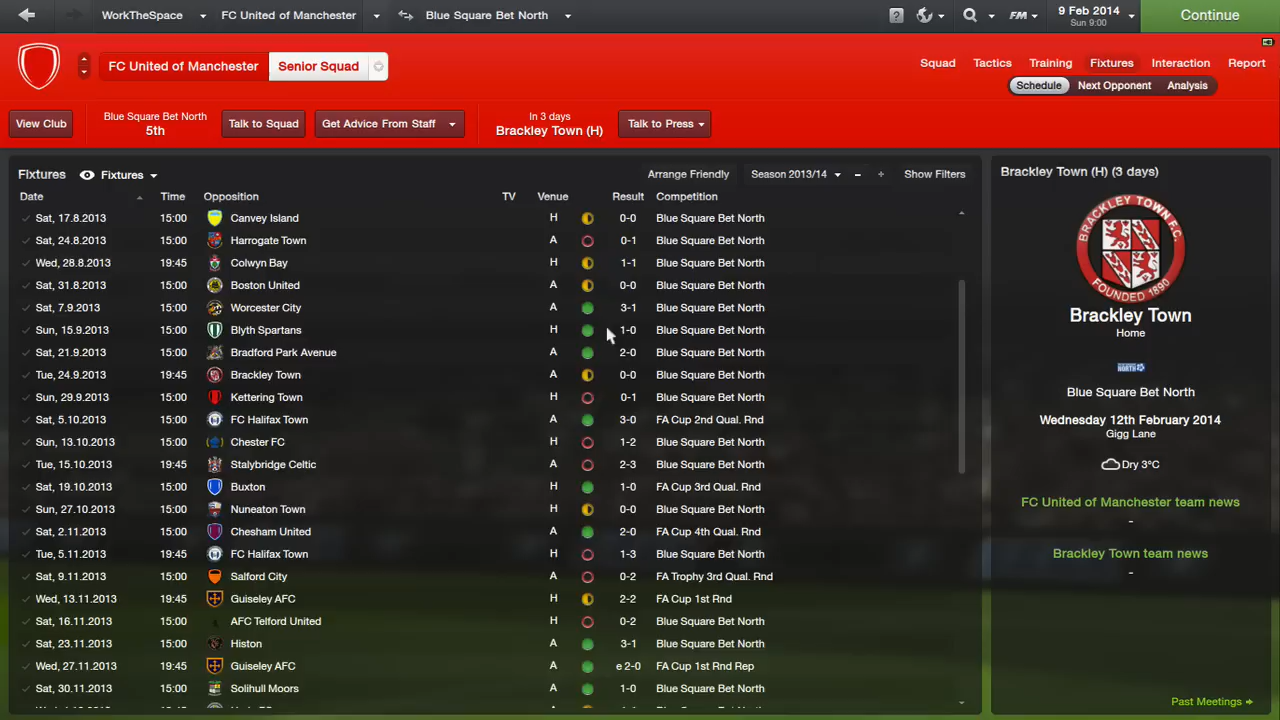 WorkTheSpace FC United of Manchester Blue Square Bet North ? FM 9 Feb 2014 Sun 9:00 Continue
FC United of Manchester Senior Squad Squad Tactics Training Fixtures Interaction Report
Schedule Next Opponent Analysis
View Club Blue Square Bet North 5th Talk to Squad Get Advice From Staff In 3 days Brackley Town (H) Talk to Press
Fixtures Fixtures Arrange Friendly Season 2013/14 - + Show Filters
Date Time Opposition TV Venue Result Competition
Sat, 17.8.2013 15:00 Canvey Island H 0-0 Blue Square Bet North
Sat, 24.8.2013 15:00 Harrogate Town A 0-1 Blue Square Bet North
Wed, 28.8.2013 19:45 Colwyn Bay H 1-1 Blue Square Bet North
Sat, 31.8.2013 15:00 Boston United A 0-0 Blue Square Bet North
Sat, 7.9.2013 15:00 Worcester City A 3-1 Blue Square Bet North
Sun, 15.9.2013 15:00 Blyth Spartans H 1-0 Blue Square Bet North
Sat, 21.9.2013 15:00 Bradford Park Avenue A 2-0 Blue Square Bet North
Tue, 24.9.2013 19:45 Brackley Town A 0-0 Blue Square Bet North
Sun, 29.9.2013 15:00 Kettering Town H 0-1 Blue Square Bet North
Sat, 5.10.2013 15:00 FC Halifax Town A 3-0 FA Cup 2nd Qual. Rnd
Sun, 13.10.2013 15:00 Chester FC H 1-2 Blue Square Bet North
Tue, 15.10.2013 19:45 Stalybridge Celtic A 2-3 Blue Square Bet North
Sat, 19.10.2013 15:00 Buxton H 1-0 FA Cup 3rd Qual. Rnd
Sun, 27.10.2013 15:00 Nuneaton Town H 0-0 Blue Square Bet North
Sat, 2.11.2013 15:00 Chesham United A 2-0 FA Cup 4th Qual. Rnd
Tue, 5.11.2013 19:45 FC Halifax Town H 1-3 Blue Square Bet North
Sat, 9.11.2013 15:00 Salford City A 0-2 FA Trophy 3rd Qual. Rnd
Wed, 13.11.2013 19:45 Guiseley AFC H 2-2 FA Cup 1st Rnd
Sat, 16.11.2013 15:00 AFC Telford United H 0-2 Blue Square Bet North
Sat, 23.11.2013 15:00 Histon A 3-1 Blue Square Bet North
Wed, 27.11.2013 19:45 Guiseley AFC A e 2-0 FA Cup 1st Rnd Rep
Sat, 30.11.2013 15:00 Solihull Moors A 1-0 Blue Square Bet North
Brackley Town (H) (3 days)
BRACKLEY TOWN F.C.
FOUNDED 1890
Brackley Town
Home
NORTH
Blue Square Bet North
Wednesday 12th February 2014
Gigg Lane
Dry 3°C
FC United of Manchester team news
-
Brackley Town team news
-
Past Meetings